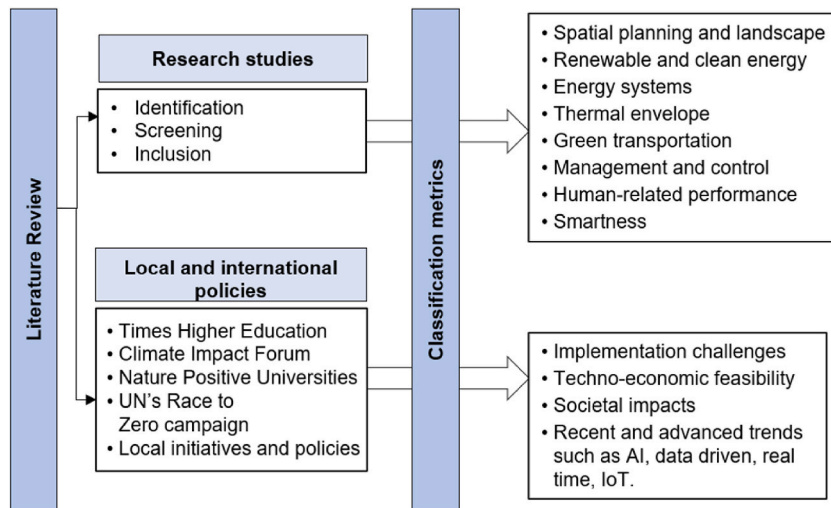 Literature Review
Research studies
• Identification
• Screening
• Inclusion
Local and international
policies
• Times Higher Education
• Climate Impact Forum
• Nature Positive Universities
• UN's Race to
Zero campaign
• Local initiatives and policies
Classification metrics
• Spatial planning and landscape
• Renewable and clean energy
• Energy systems
• Thermal envelope
• Green transportation
• Management and control
• Human-related performance
• Smartness
• Implementation challenges
• Techno-economic feasibility
• Societal impacts
• Recent and advanced trends
such as AI, data driven, real
time, IoT.